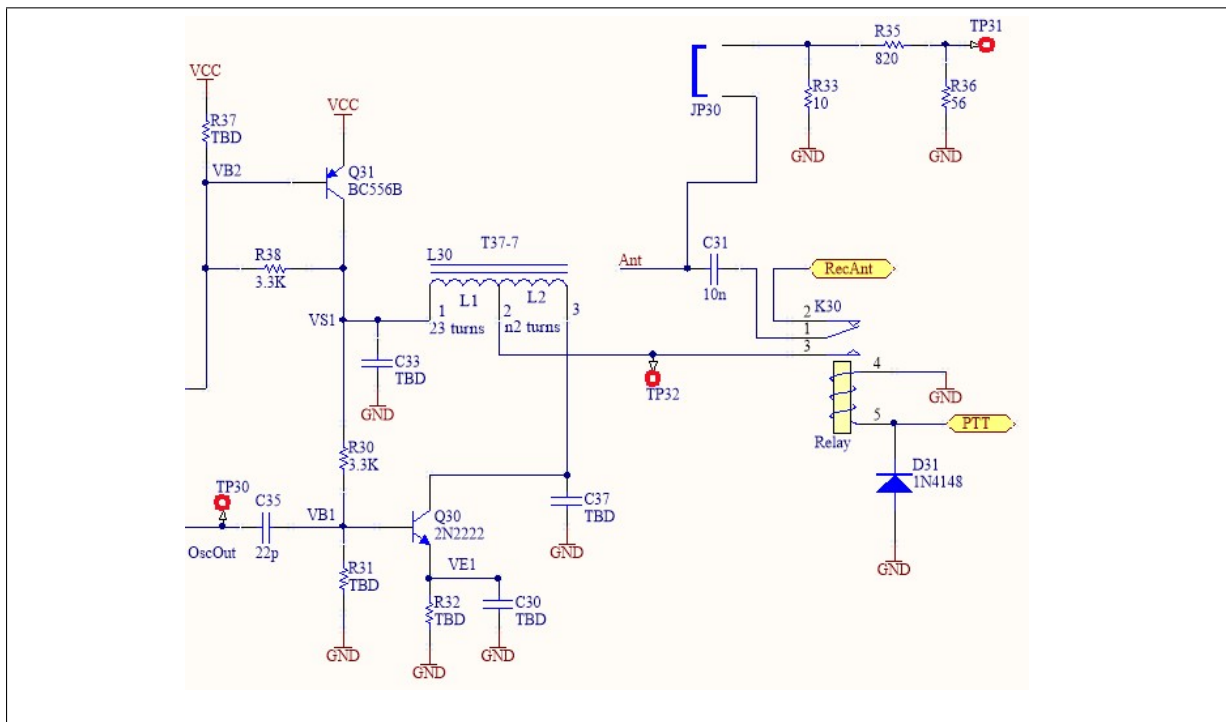 TP31
R35
820
VCC
R33
10
R36
56
JP30
VCC
R37
TBD
GND
GND
VB2
Q31
BC556B
T37-7
C31
R38
3.3K
L30
Ant
RecAnt
10n
K30
L1
L2
1
2
3
2
1
3
VS1
23 turns
n2 turns
C33
TBD
4
GND
TP32
GND
5
PTT
Relay
R30
3.3K
D31
1N4148
TP30
C35
VB1
Q30
2N2222
C37
TBD
OscOut
22p
GND
R31
TBD
VE1
GND
R32
TBD
C30
TBD
GND
GND
GND